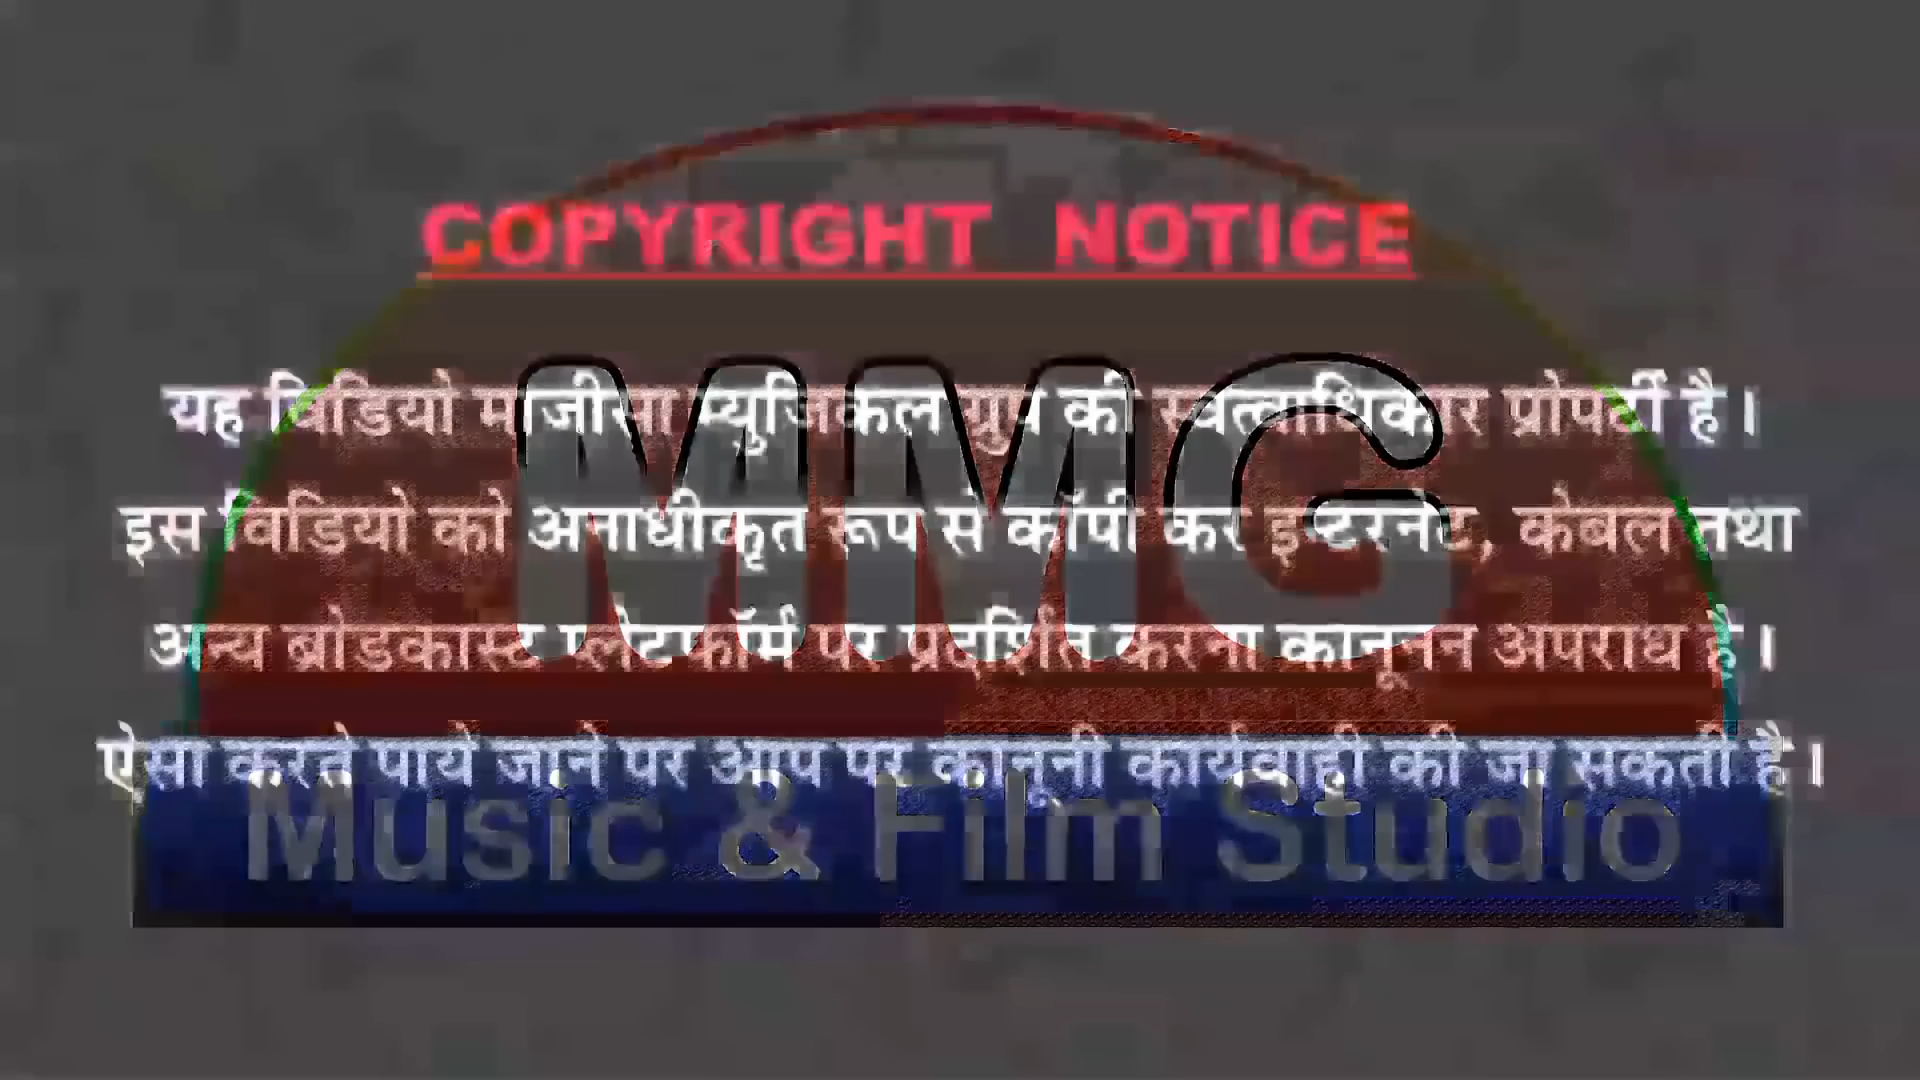 COPYRIGHT NOTICE
यह विडियो माजीसा म्युजिकल ग्रुप की स्वत्वाधिकार प्रोपर्टी है।
MMG
इस विडियो को अनाधीकृत रूप से कॉपी कर इन्टरनेट, केबल तथा
अन्य ब्रोडकास्ट प्लेटफॉर्म पर प्रदर्शित करना कानूनन अपराध है।
ऐसा करते पाये जाने पर आप पर कानूनी कार्यवाही की जा सकती है।
Music & Film Studio